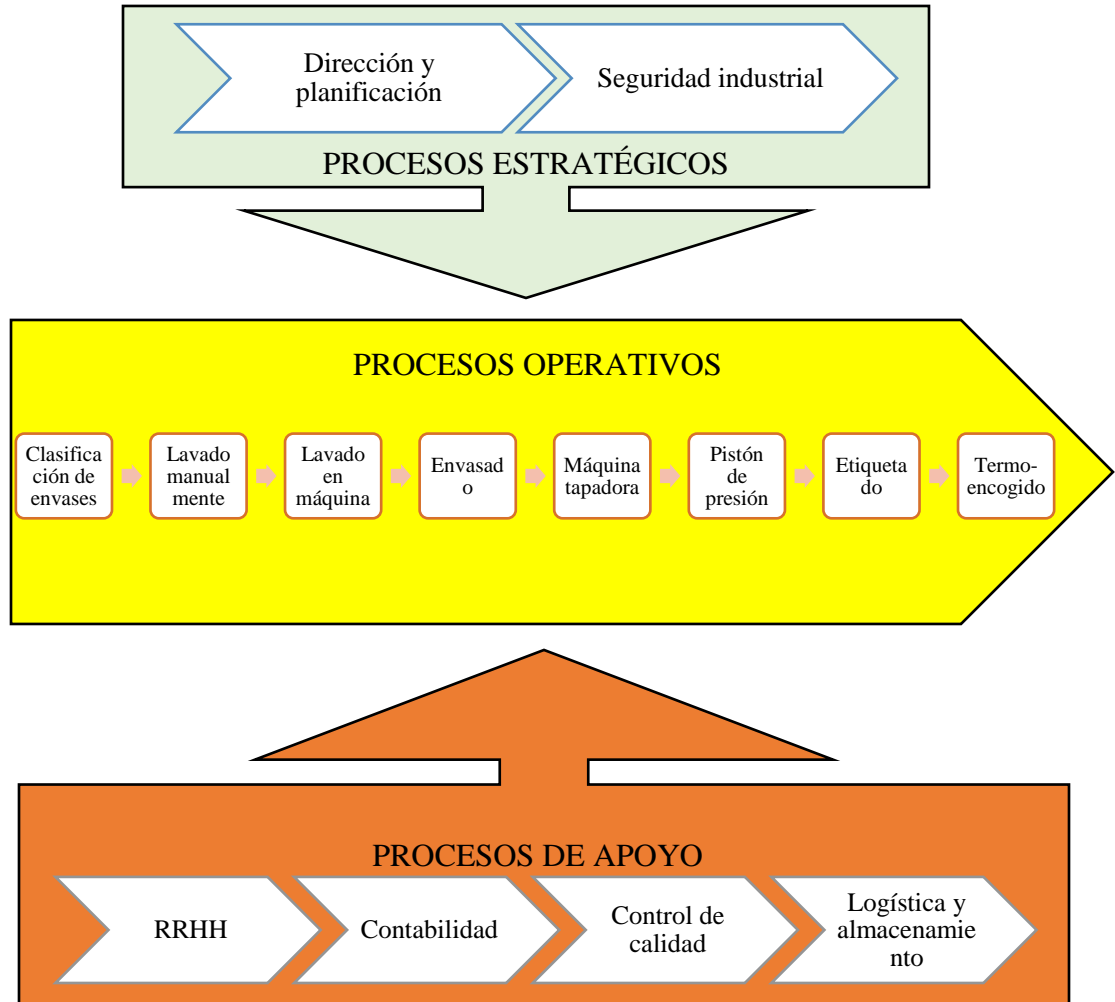 Dirección y
planificación
Seguridad industrial
PROCESOS ESTRATÉGICOS
PROCESOS OPERATIVOS
Clasifica
ción de
envases
Lavado
manual
mente
Lavado
en
máquina
Envasad
o
Máquina
tapadora
Pistón
de
presión
Etiqueta
do
Termo-
encogido
PROCESOS DE APOYO
RRHH
Contabilidad
Control de
calidad
Logística y
almacenamie
nto